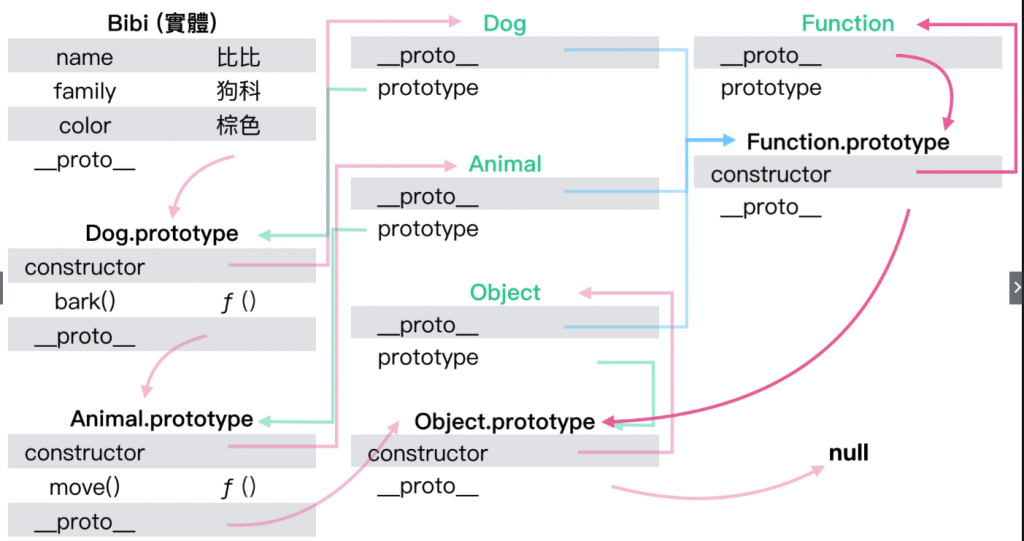 Bibi (實體)
name 比比
family 狗科
color 棕色
__proto__
Dog.prototype
constructor
bark() ƒ ()
__proto__
Animal.prototype
constructor
move() ƒ ()
__proto__
Dog
__proto__
prototype
Animal
__proto__
prototype
Object
__proto__
prototype
Object.prototype
constructor
__proto__
Function
__proto__
prototype
Function.prototype
constructor
__proto__
null